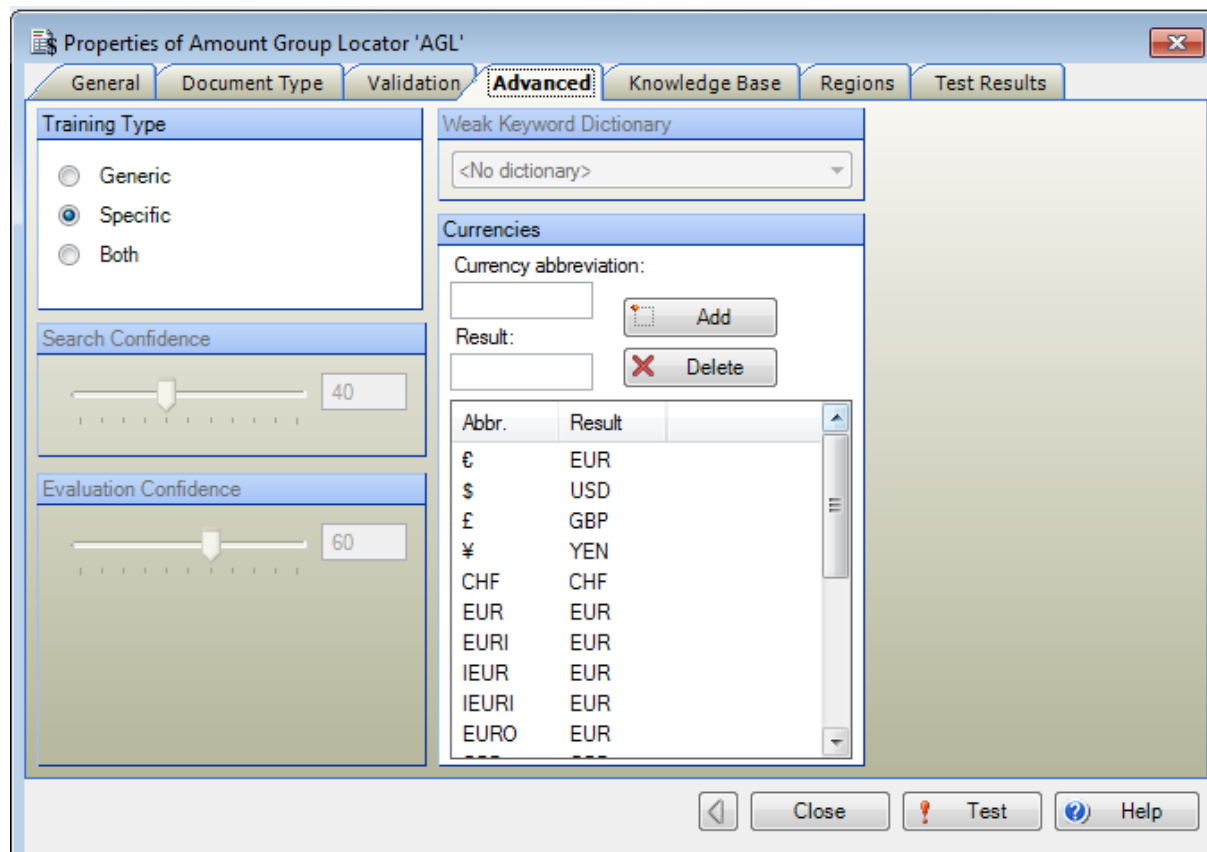 Properties of Amount Group Locator 'AGL'
General Document Type Validation Advanced Knowledge Base Regions Test Results
Training Type
Generic
Specific
Both
Search Confidence
40
Evaluation Confidence
60
Weak Keyword Dictionary
<No dictionary>
Currencies
Currency abbreviation:
Add
Result:
Delete
Abbr. Result
€ EUR
$ USD
£ GBP
¥ YEN
CHF CHF
EUR EUR
EURI EUR
IEUR EUR
IEURI EUR
EURO EUR
Close Test Help